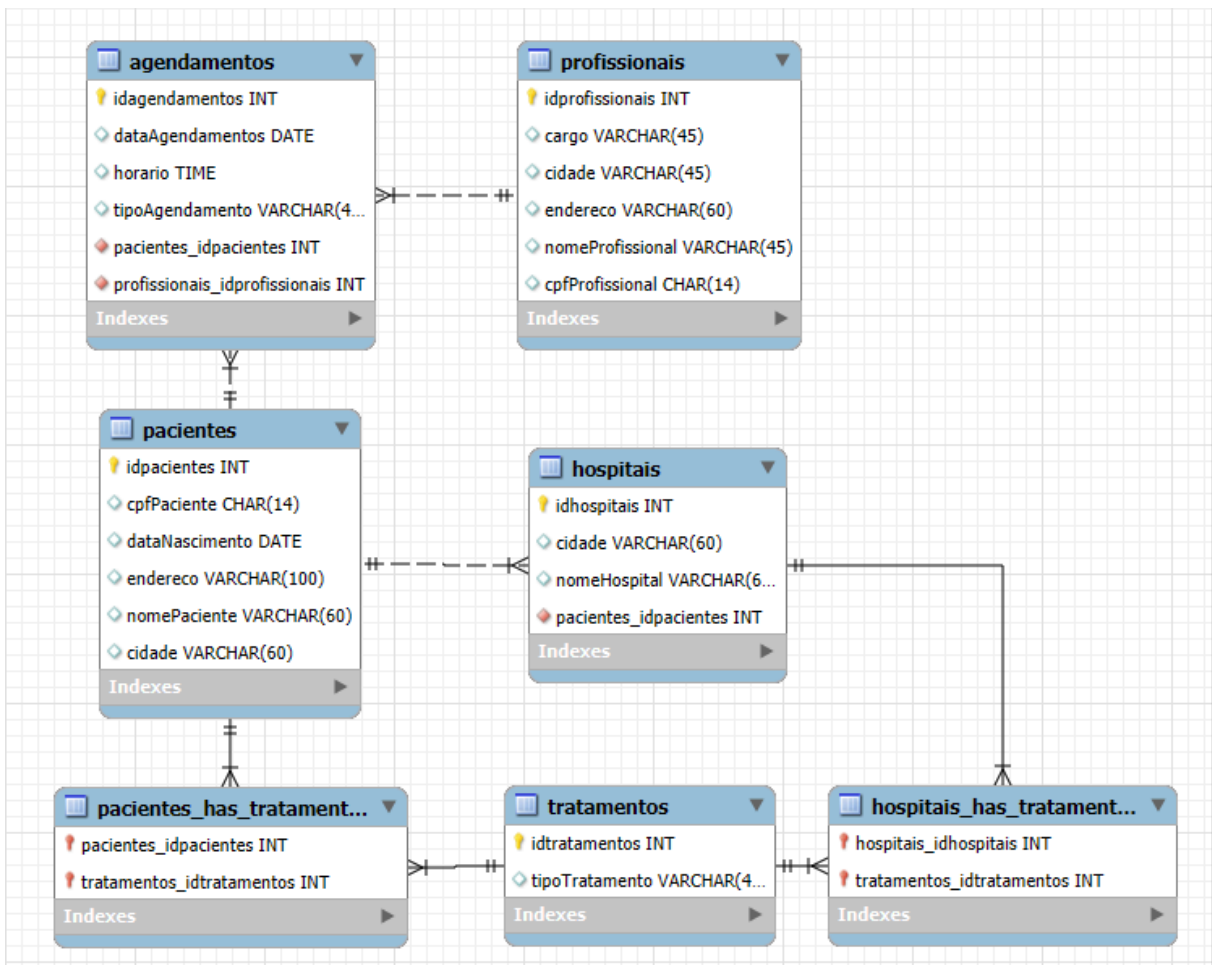 agendamentos
idagendamentos INT
dataAgendamentos DATE
horario TIME
tipoAgendamento VARCHAR(4...
pacientes_idpacientes INT
profissionais_idprofissionais INT
Indexes
profissionais
idprofissionais INT
cargo VARCHAR(45)
cidade VARCHAR(45)
endereco VARCHAR(60)
nomeProfissional VARCHAR(45)
cpfProfissional CHAR(14)
Indexes
pacientes
idpacientes INT
cpfPaciente CHAR(14)
dataNascimento DATE
endereco VARCHAR(100)
nomePaciente VARCHAR(60)
cidade VARCHAR(60)
Indexes
hospitais
idhospitais INT
cidade VARCHAR(60)
nomeHospital VARCHAR(6...
pacientes_idpacientes INT
Indexes
pacientes_has_tratament...
pacientes_idpacientes INT
tratamentos_idtratamentos INT
Indexes
tratamentos
idtratamentos INT
tipoTratamento VARCHAR(4...
Indexes
hospitais_has_tratament...
hospitais_idhospitais INT
tratamentos_idtratamentos INT
Indexes